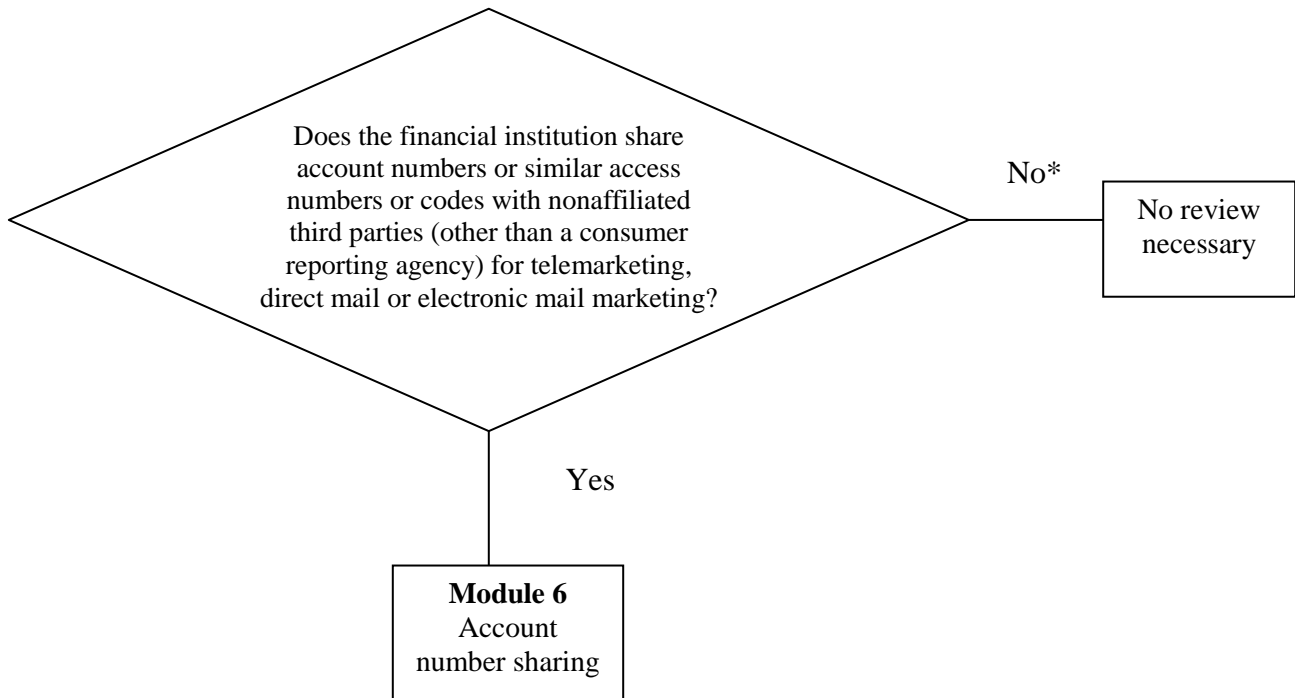 Does the financial institution share
account numbers or similar access
numbers or codes with nonaffiliated
third parties (other than a consumer
reporting agency) for telemarketing,
direct mail or electronic mail marketing?
No*
No review
necessary
Yes
Module 6
Account
number sharing